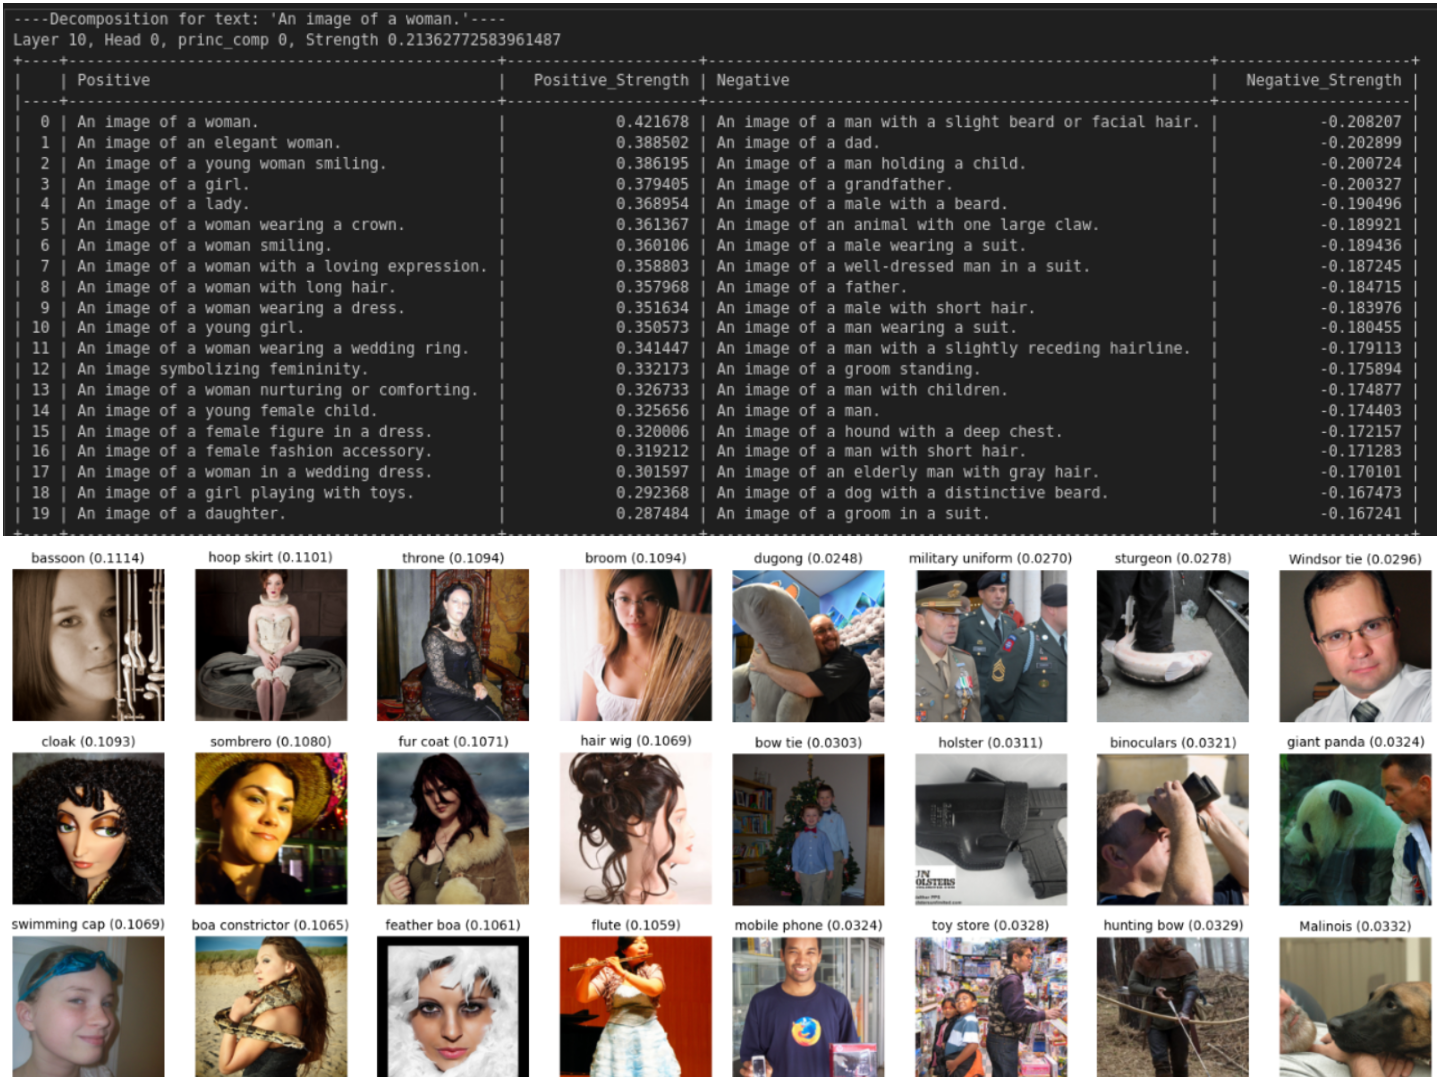 ----Decomposition for text: 'An image of a woman.'----
Layer 10, Head 0, princ_comp 0, Strength 0.21362772583961487
+----+----------------------------------------------+---------------------+------------------------------------------------------+---------------------+
|    | Positive | Positive_Strength | Negative | Negative_Strength |
|----+----------------------------------------------+---------------------+------------------------------------------------------+---------------------|
| 0 | An image of a woman. | 0.421678 | An image of a man with a slight beard or facial hair. | -0.208207 |
| 1 | An image of an elegant woman. | 0.388502 | An image of a dad. | -0.202899 |
| 2 | An image of a young woman smiling. | 0.386195 | An image of a man holding a child. | -0.200724 |
| 3 | An image of a girl. | 0.379405 | An image of a grandfather. | -0.200327 |
| 4 | An image of a lady. | 0.368954 | An image of a male with a beard. | -0.190496 |
| 5 | An image of a woman wearing a crown. | 0.361367 | An image of an animal with one large claw. | -0.189921 |
| 6 | An image of a woman smiling. | 0.360106 | An image of a male wearing a suit. | -0.189436 |
| 7 | An image of a woman with a loving expression. | 0.358803 | An image of a well-dressed man in a suit. | -0.187245 |
| 8 | An image of a woman with long hair. | 0.357968 | An image of a father. | -0.184715 |
| 9 | An image of a woman wearing a dress. | 0.351634 | An image of a male with short hair. | -0.183976 |
| 10 | An image of a young girl. | 0.350573 | An image of a man wearing a suit. | -0.180455 |
| 11 | An image of a woman wearing a wedding ring. | 0.341447 | An image of a man with a slightly receding hairline. | -0.179113 |
| 12 | An image symbolizing femininity. | 0.332173 | An image of a groom standing. | -0.175894 |
| 13 | An image of a woman nurturing or comforting. | 0.326733 | An image of a man with children. | -0.174877 |
| 14 | An image of a young female child. | 0.325656 | An image of a man. | -0.174403 |
| 15 | An image of a female figure in a dress. | 0.320006 | An image of a hound with a deep chest. | -0.172157 |
| 16 | An image of a female fashion accessory. | 0.319212 | An image of a man with short hair. | -0.171283 |
| 17 | An image of a woman in a wedding dress. | 0.301597 | An image of an elderly man with gray hair. | -0.170101 |
| 18 | An image of a girl playing with toys. | 0.292368 | An image of a dog with a distinctive beard. | -0.167473 |
| 19 | An image of a daughter. | 0.287484 | An image of a groom in a suit. | -0.167241 |
bassoon (0.1114) hoop skirt (0.1101) throne (0.1094) broom (0.1094) dugong (0.0248) military uniform (0.0270) sturgeon (0.0278) Windsor tie (0.0296)
cloak (0.1093) sombrero (0.1080) fur coat (0.1071) hair wig (0.1069) bow tie (0.0303) holster (0.0311) binoculars (0.0321) giant panda (0.0324)
UN
OLSTERS
swimming cap (0.1069) boa constrictor (0.1065) feather boa (0.1061) flute (0.1059) mobile phone (0.0324) toy store (0.0328) hunting bow (0.0329) Malinois (0.0332)